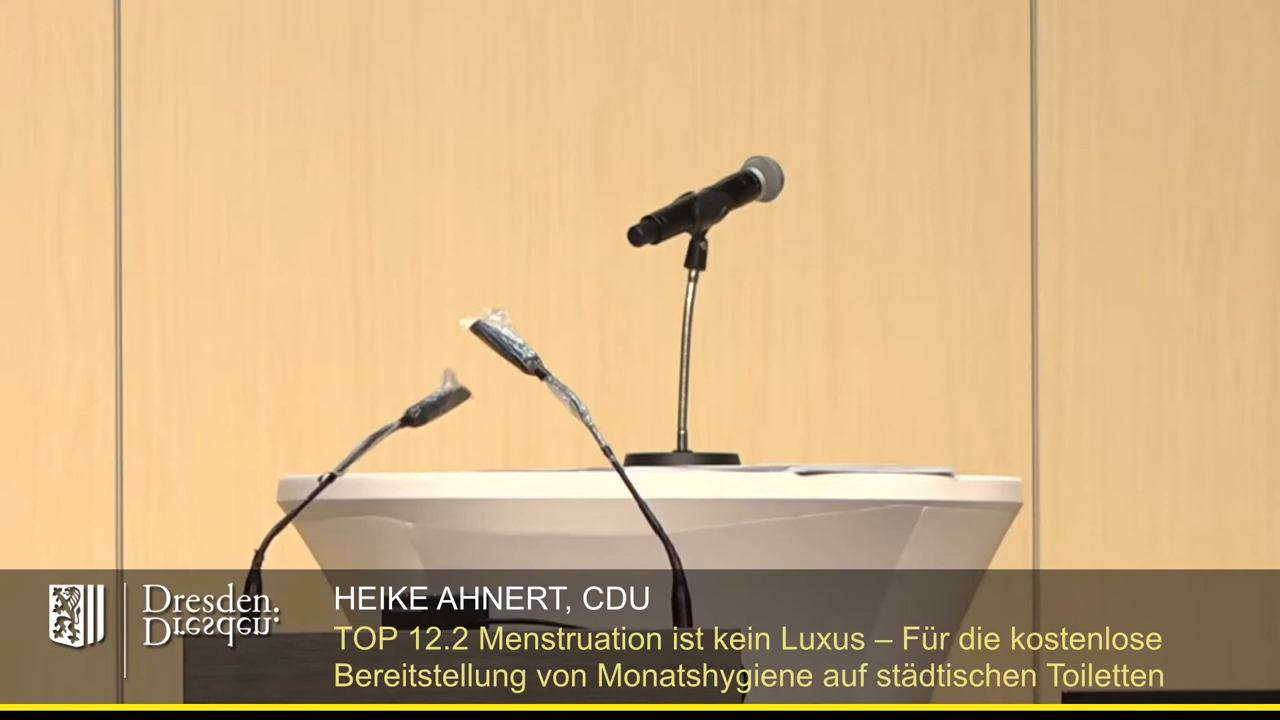 Dresden.
Dresden.
HEIKE AHNERT, CDU
TOP 12.2 Menstruation ist kein Luxus – Für die kostenlose
Bereitstellung von Monatshygiene auf städtischen Toiletten